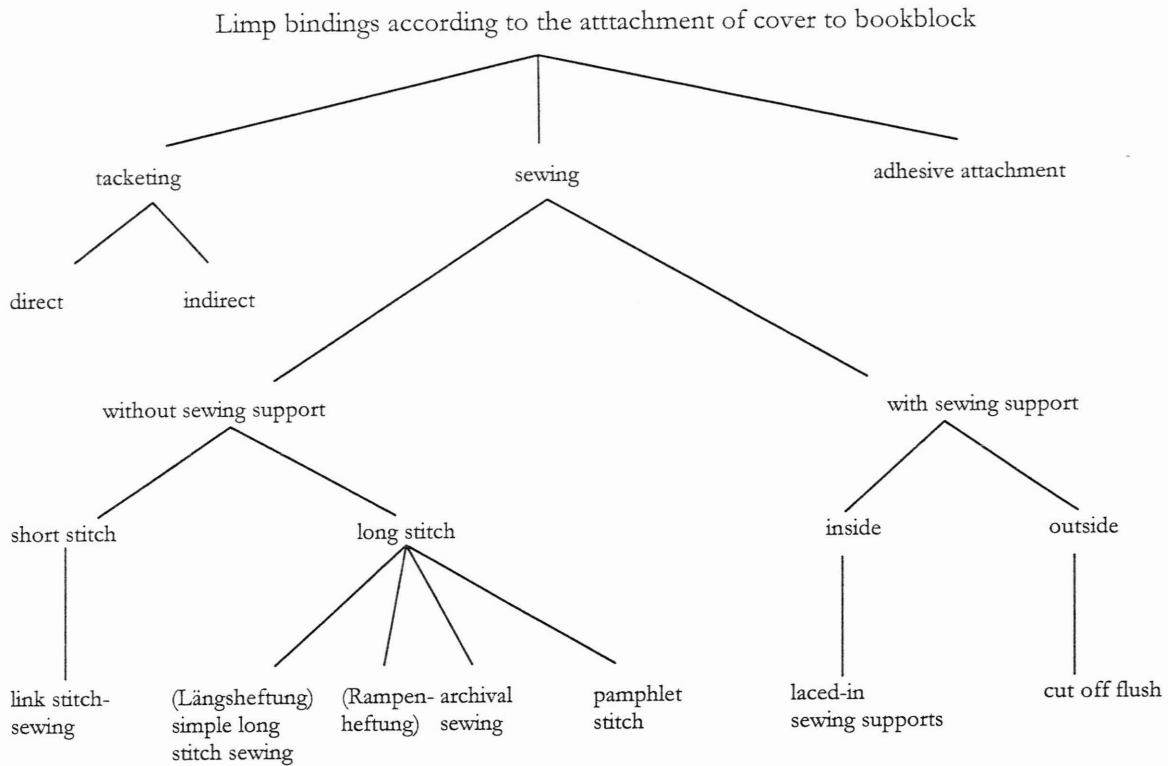 Limp bindings according to the atttachment of cover to bookblock
tacketing
sewing
adhesive attachment
direct
indirect
without sewing support
with sewing support
short stitch
long stitch
inside
outside
link stitch-
sewing
(Längsheftung)
simple long
stitch sewing
(Rampen-
heftung)
archival
sewing
pamphlet
stitch
laced-in
sewing supports
cut off flush